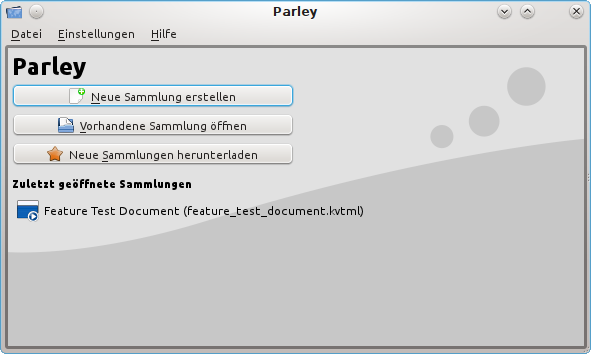 Parley
Datei Einstellungen Hilfe
Parley
Neue Sammlung erstellen
Vorhandene Sammlung öffnen
Neue Sammlungen herunterladen
Zuletzt geöffnete Sammlungen
Feature Test Document (feature_test_document.kvtml)